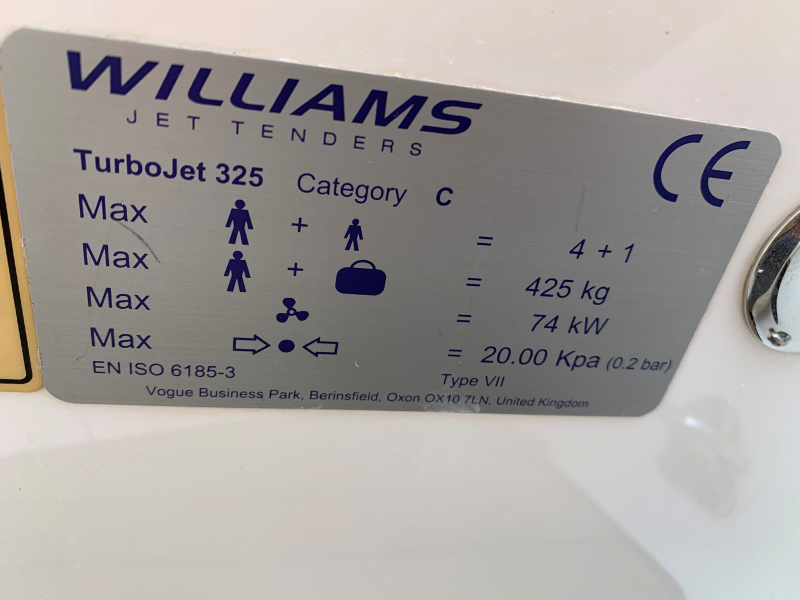 WILLIAMS
JET TENDERS
CE
TurboJet 325 Category C
Max + = 4 + 1
Max + = 425 kg
Max = 74 kW
Max = 20.00 Kpa (0.2 bar)
EN ISO 6185-3 Type VII
Vogue Business Park, Berinsfield, Oxon OX10 7LN, United Kingdom